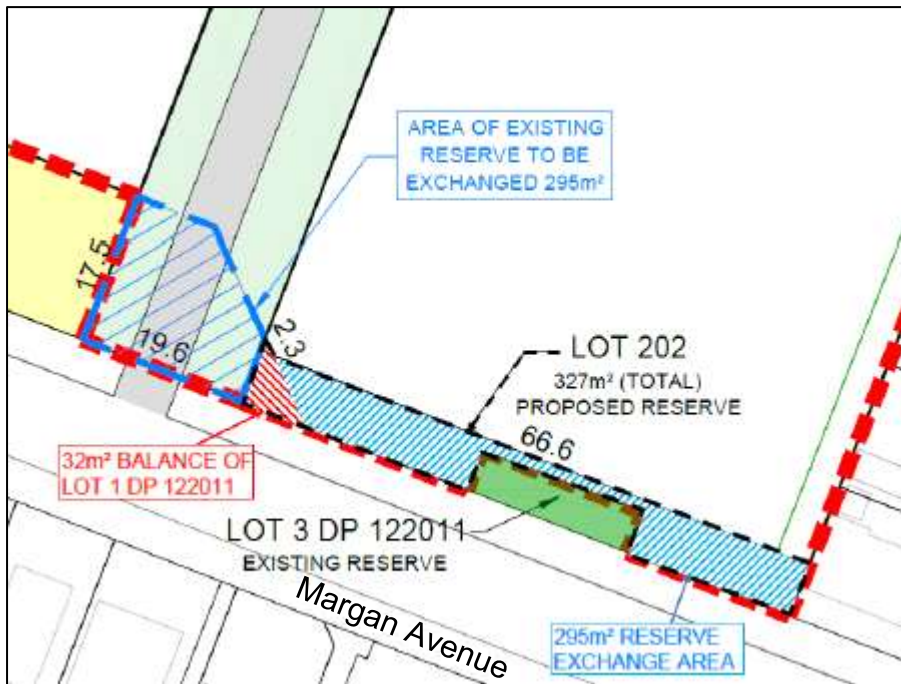 AREA OF EXISTING
RESERVE TO BE
EXCHANGED 295m²
17.5
19.6
2.3
LOT 202
327m² (TOTAL)
PROPOSED RESERVE
66.6
32m² BALANCE OF
LOT 1 DP 122011
LOT 3 DP 122011
EXISTING RESERVE
Margan Avenue
295m² RESERVE
EXCHANGE AREA